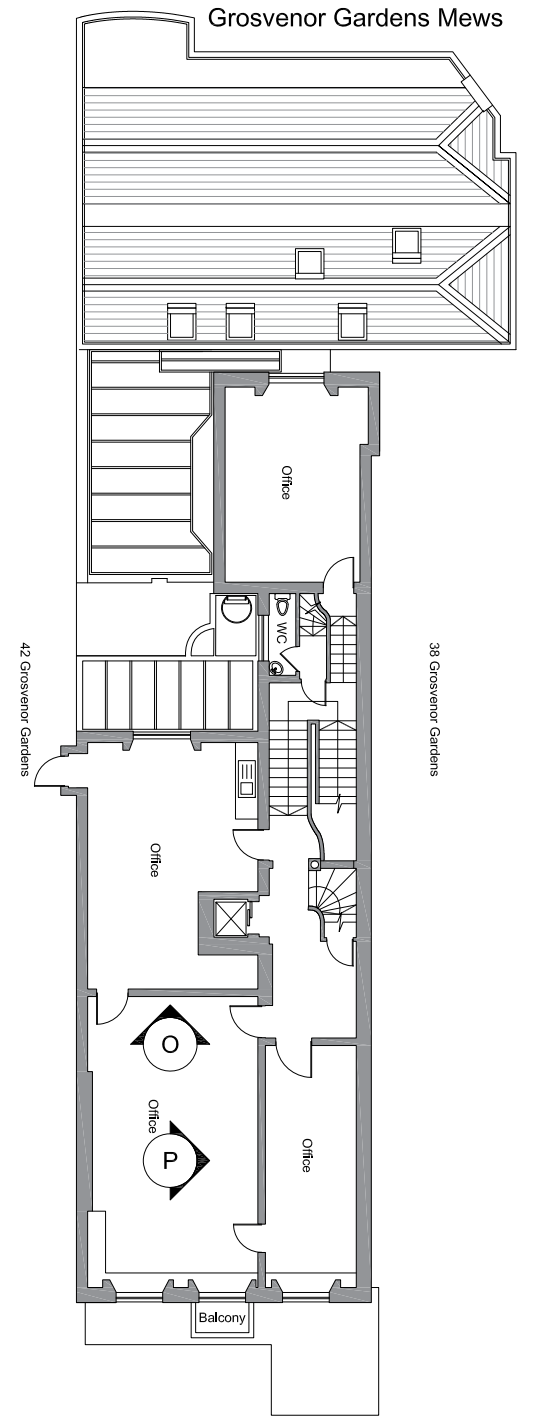 Grosvenor Gardens Mews
Office
WC
38 Grosvenor Gardens
42 Grosvenor Gardens
Office
O
Office
P
Office
Balcony